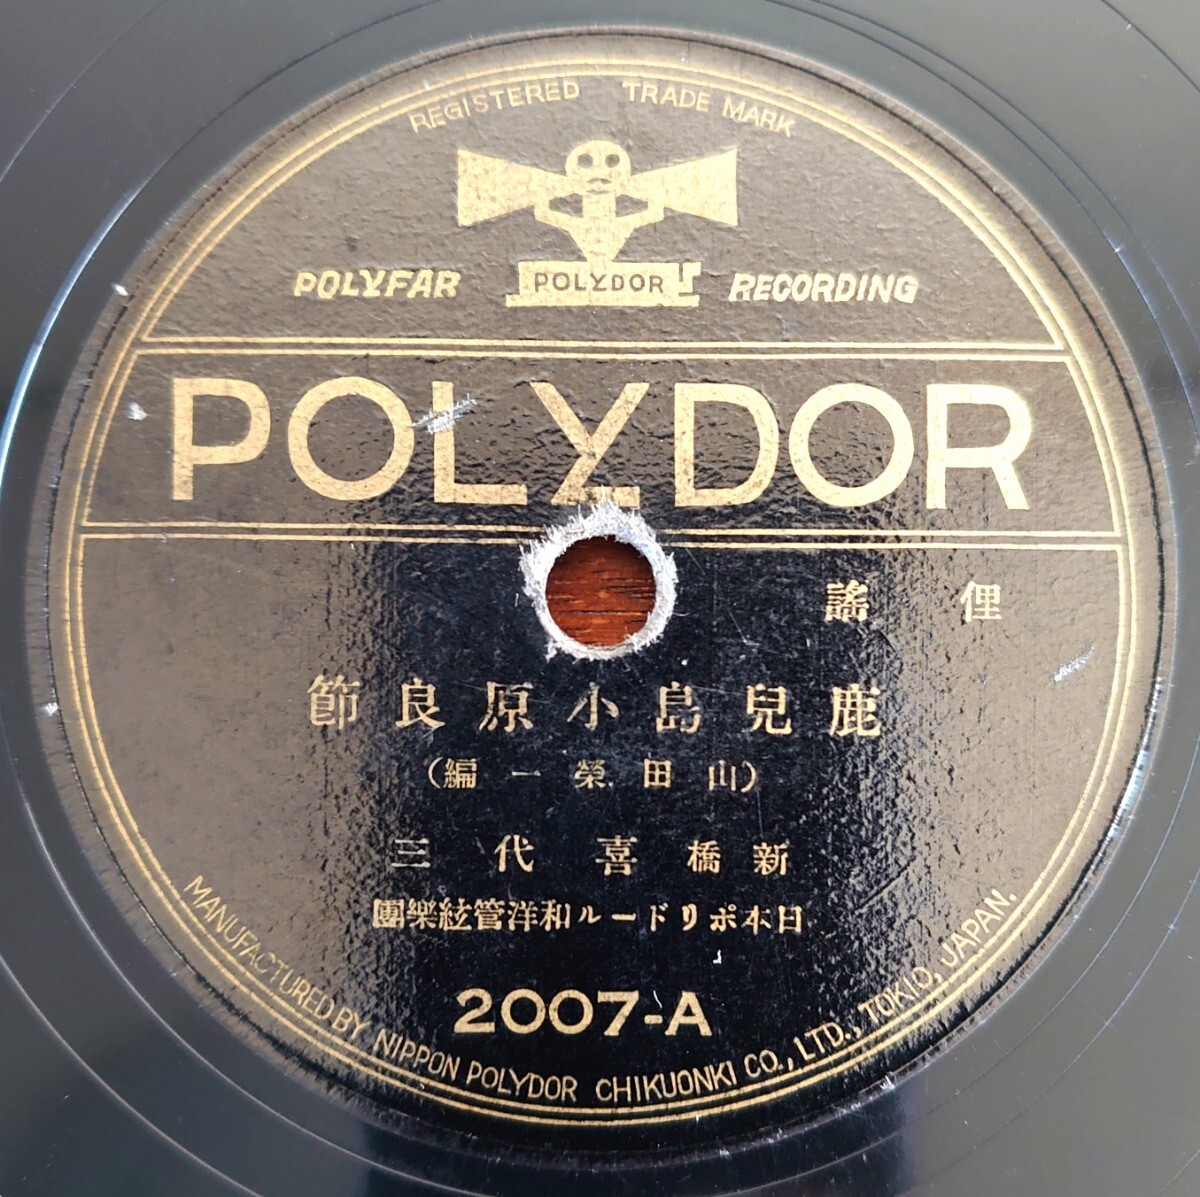 REGISTERED TRADE MARK
POLYFAR POLYDOR RECORDING
POLYDOR
俚謠
鹿兒島小原良節
(山田榮一編)
新橋喜代三
日本ポリドール和洋管絃樂團
2007-A
MANUFACTURED BY NIPPON POLYDOR CHIKUONKI CO., LTD., TOKIO, JAPAN.